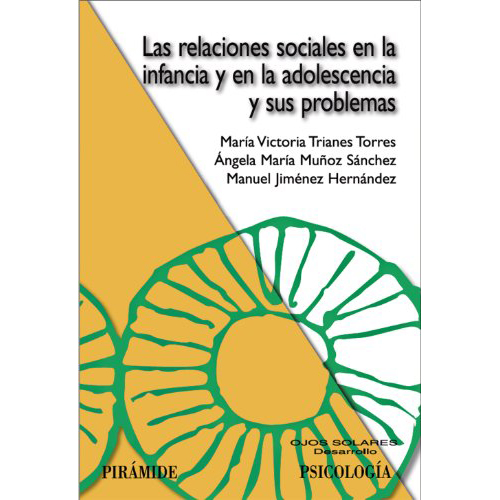 Las relaciones sociales en la
infancia y en la adolescencia
y sus problemas
María Victoria Trianes Torres
Ángela María Muñoz Sánchez
Manuel Jiménez Hernández
OJOS SOLARES
Desarrollo
PIRÁMIDE
PSICOLOGÍA